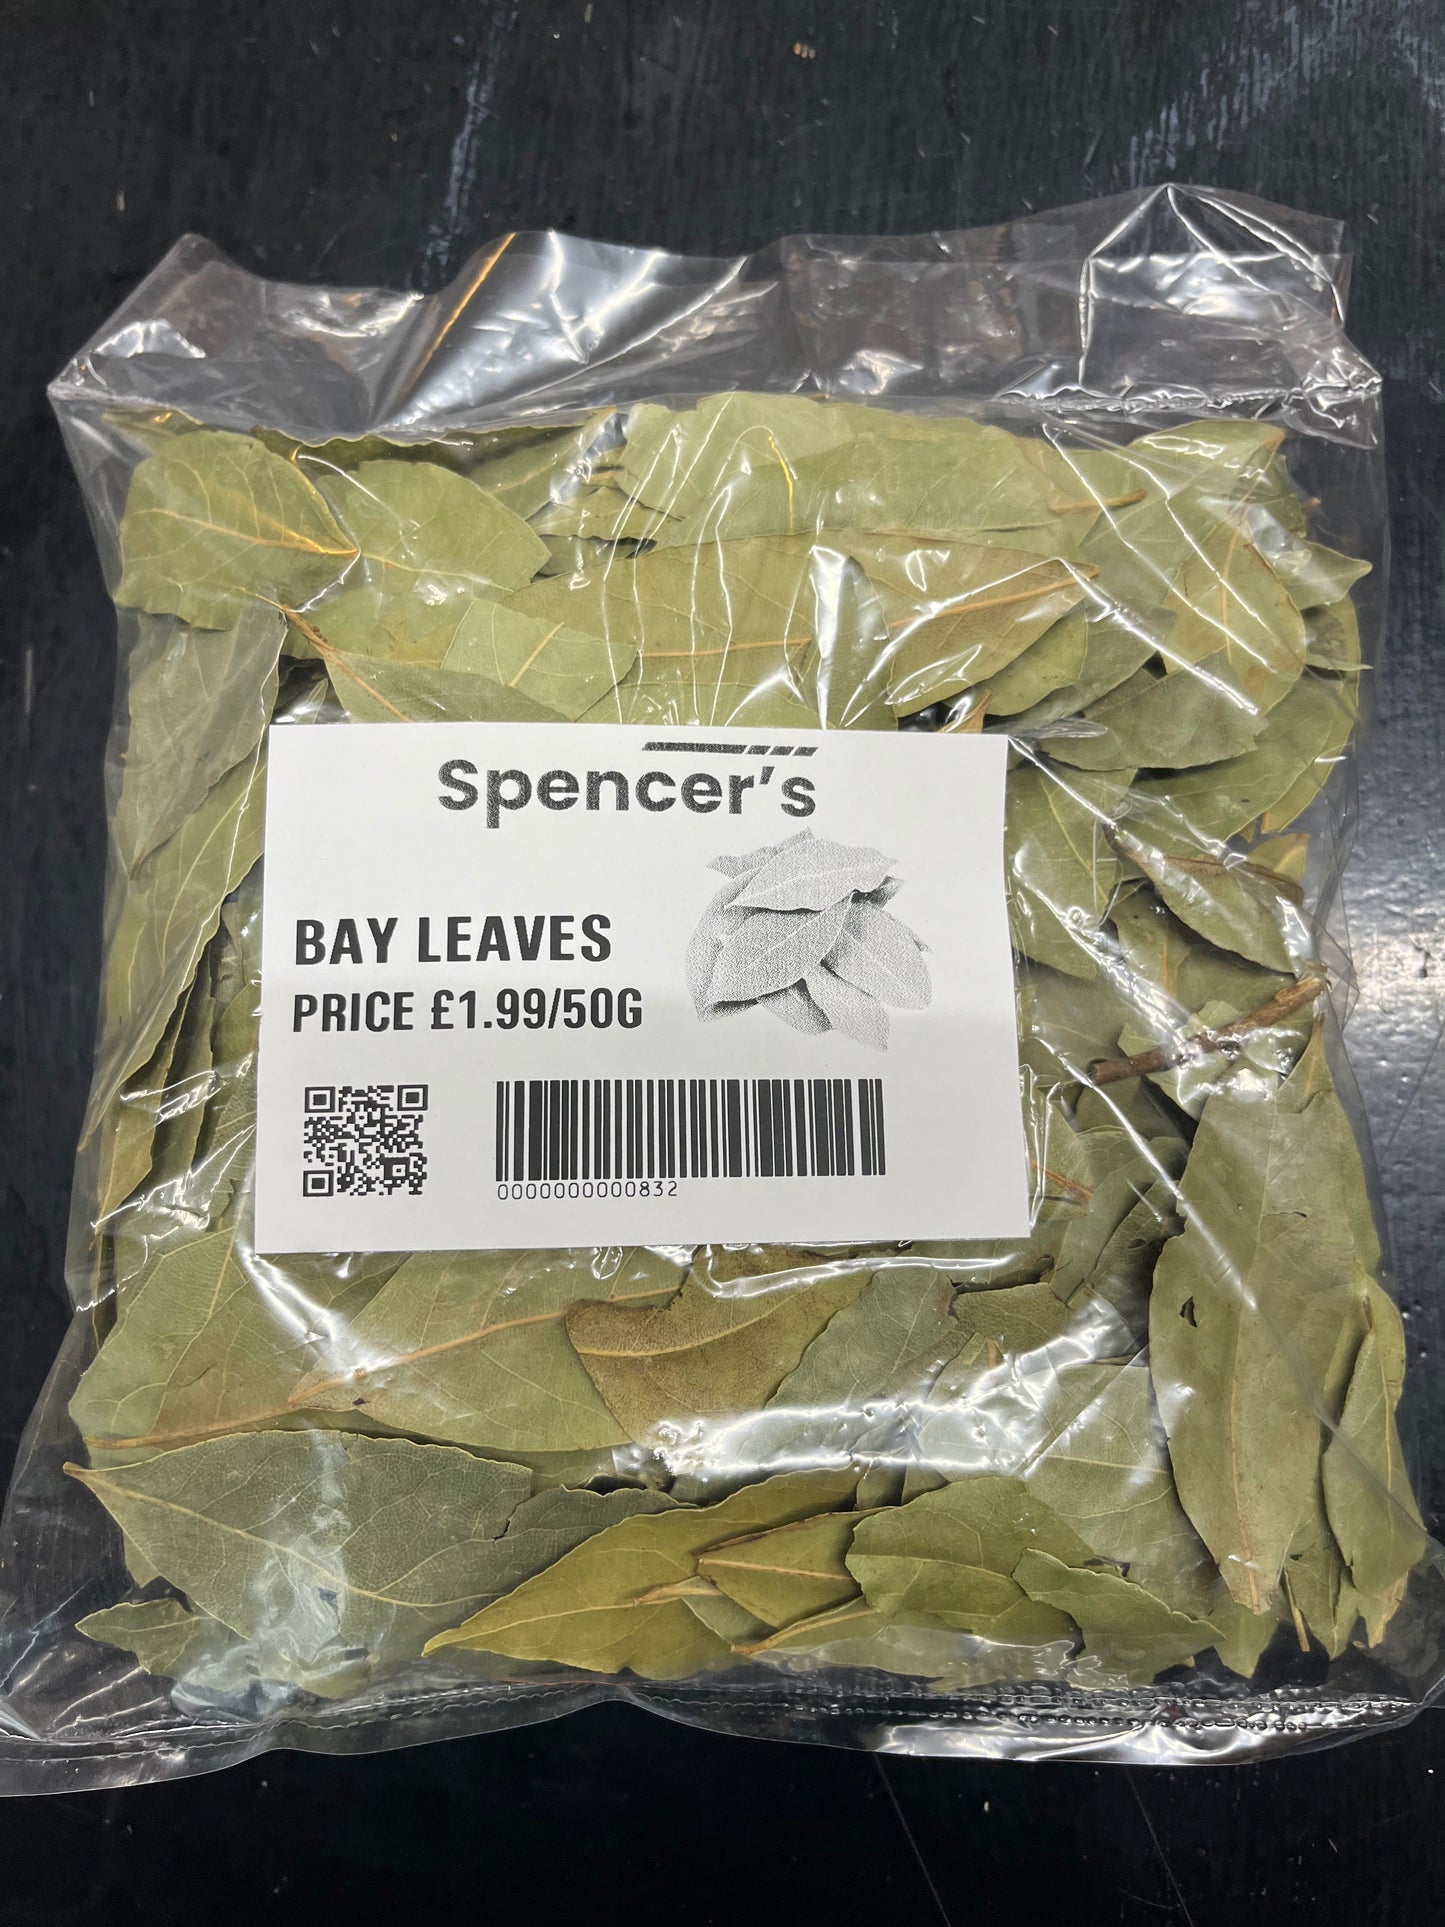 Spencer's
BAY LEAVES
PRICE £1.99/50G
0000000000832